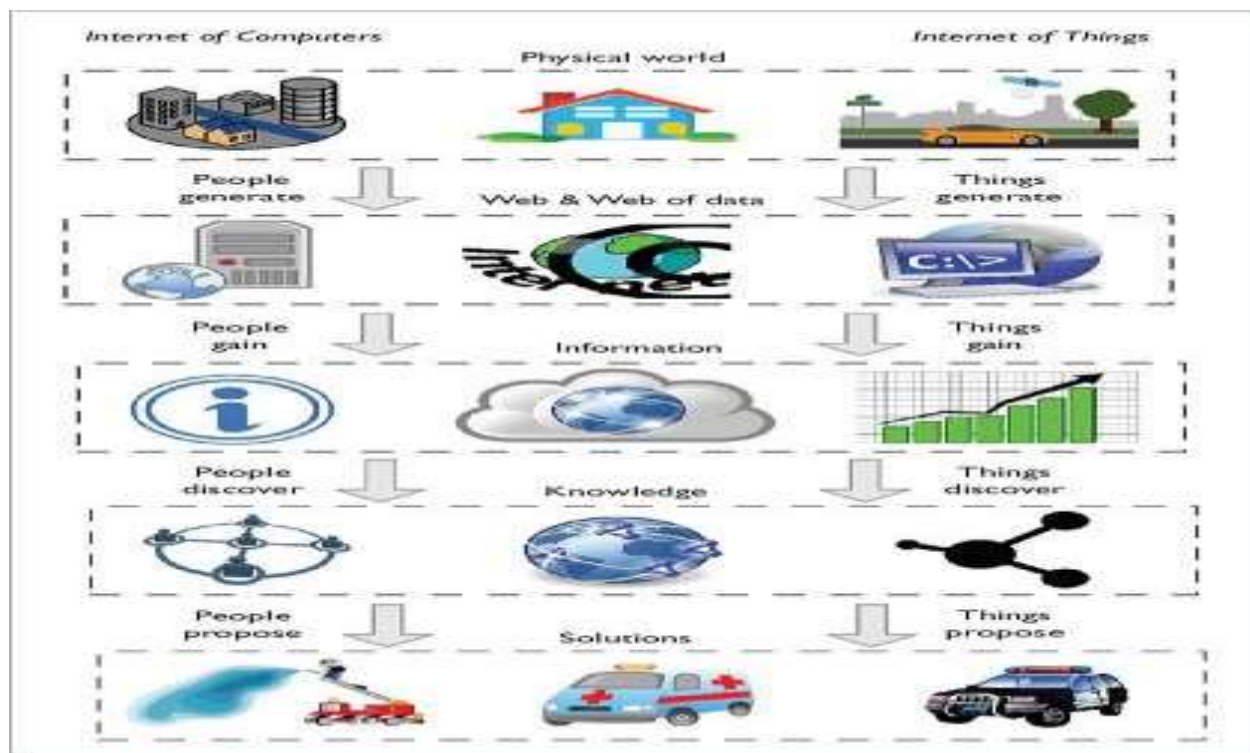 Internet of Computers
Internet of Things
Physical world
People
generate
Web & Web of data
Things
generate
Internet
C:\>
People
gain
Information
Things
gain
i
People
discover
Knowledge
Things
discover
People
propose
Solutions
Things
propose